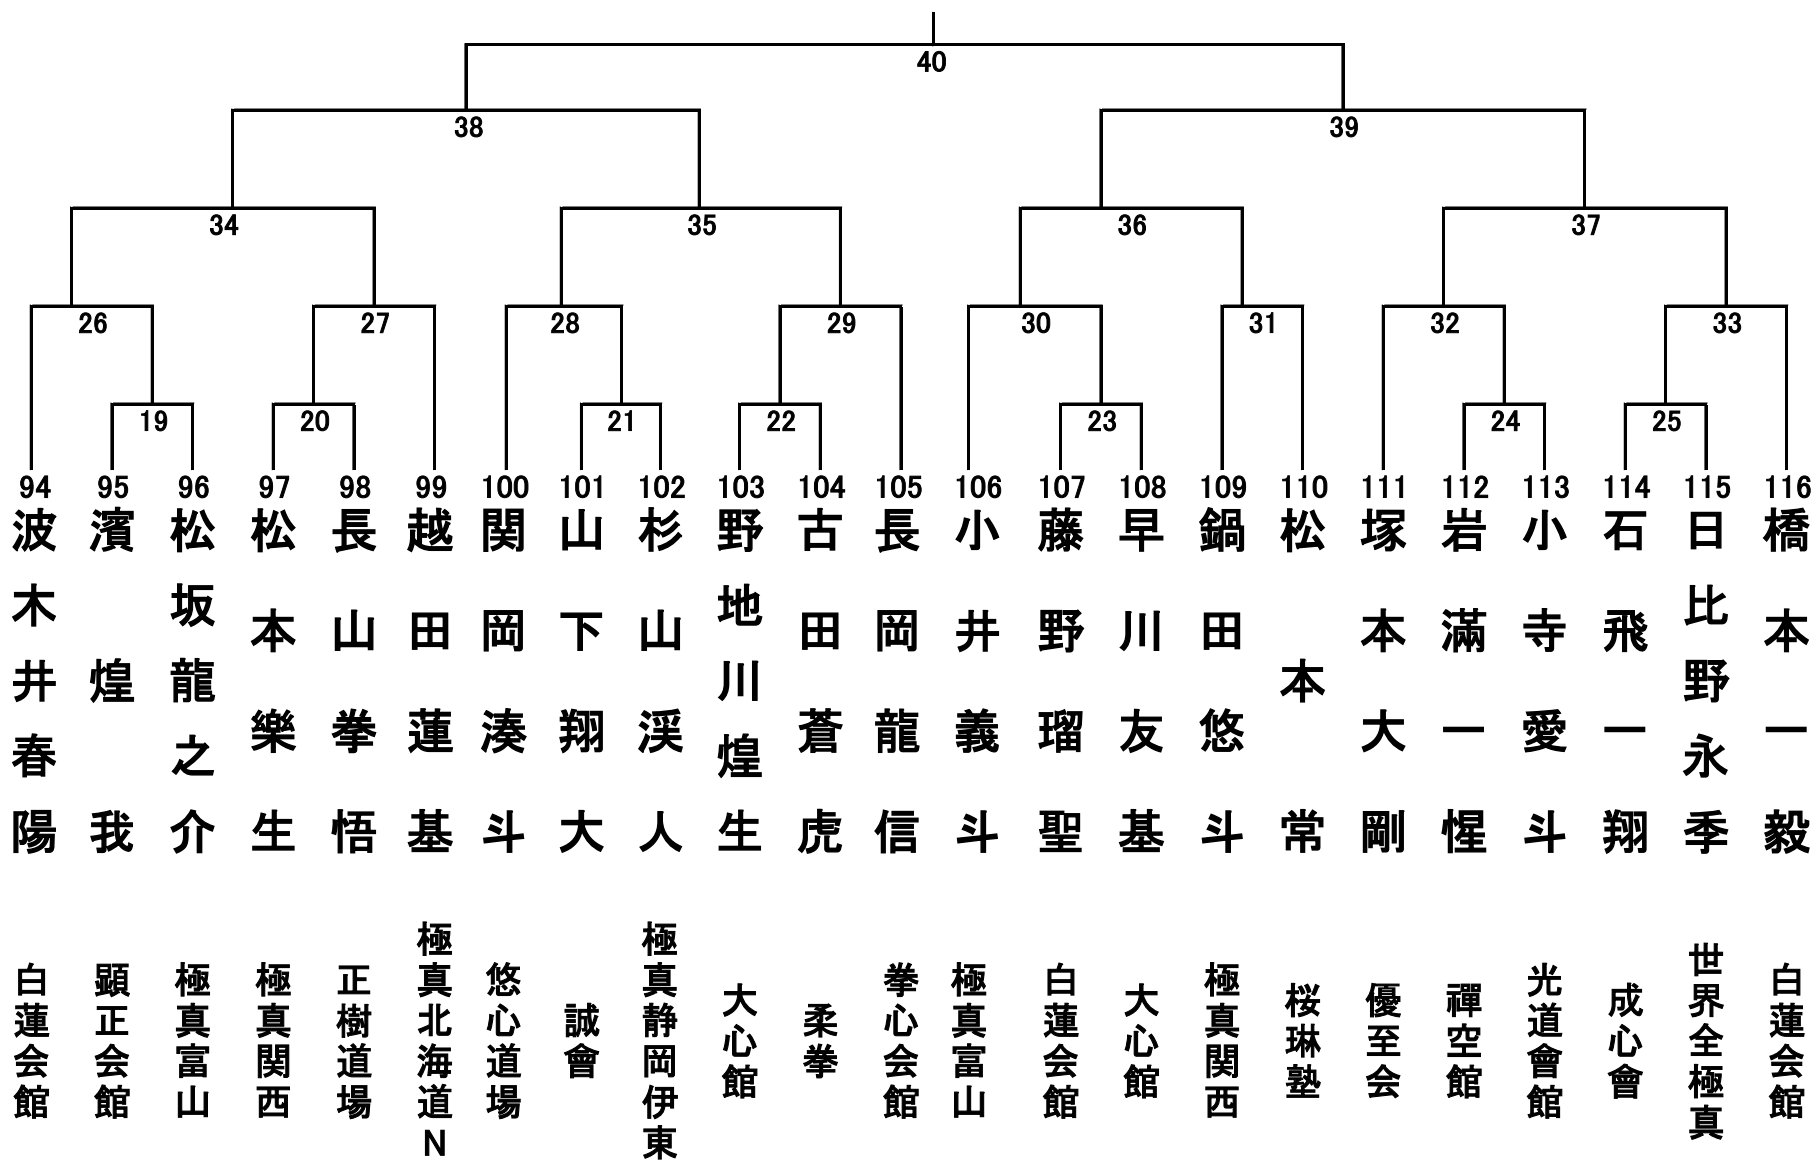 40
38
39
34
35
36
37
26
27
28
29
30
31
32
33
19
20
21
22
23
24
25
94
波木井春陽
白蓮会館
95
濱煌我
顕正会館
96
松坂龍之介
極真富山
97
松本樂生
極真関西
98
長山拳悟
正樹道場
99
越田蓮基
極真北海道N
100
関岡湊斗
悠心道場
101
山下翔大
誠會
102
杉山渓人
極真静岡伊東
103
野地川煌生
大心館
104
古田蒼虎
柔拳
105
長岡龍信
拳心会館
106
小井義斗
極真富山
107
藤野瑠聖
白蓮会館
108
早川友基
大心館
109
鍋田悠斗
極真関西
110
松本常
桜琳塾
111
塚本大剛
優至会
112
岩滿一惺
禪空館
113
小寺愛斗
光道會館
114
石飛一翔
成心會
115
日比野永季
世界全極真
116
橋本一毅
白蓮会館